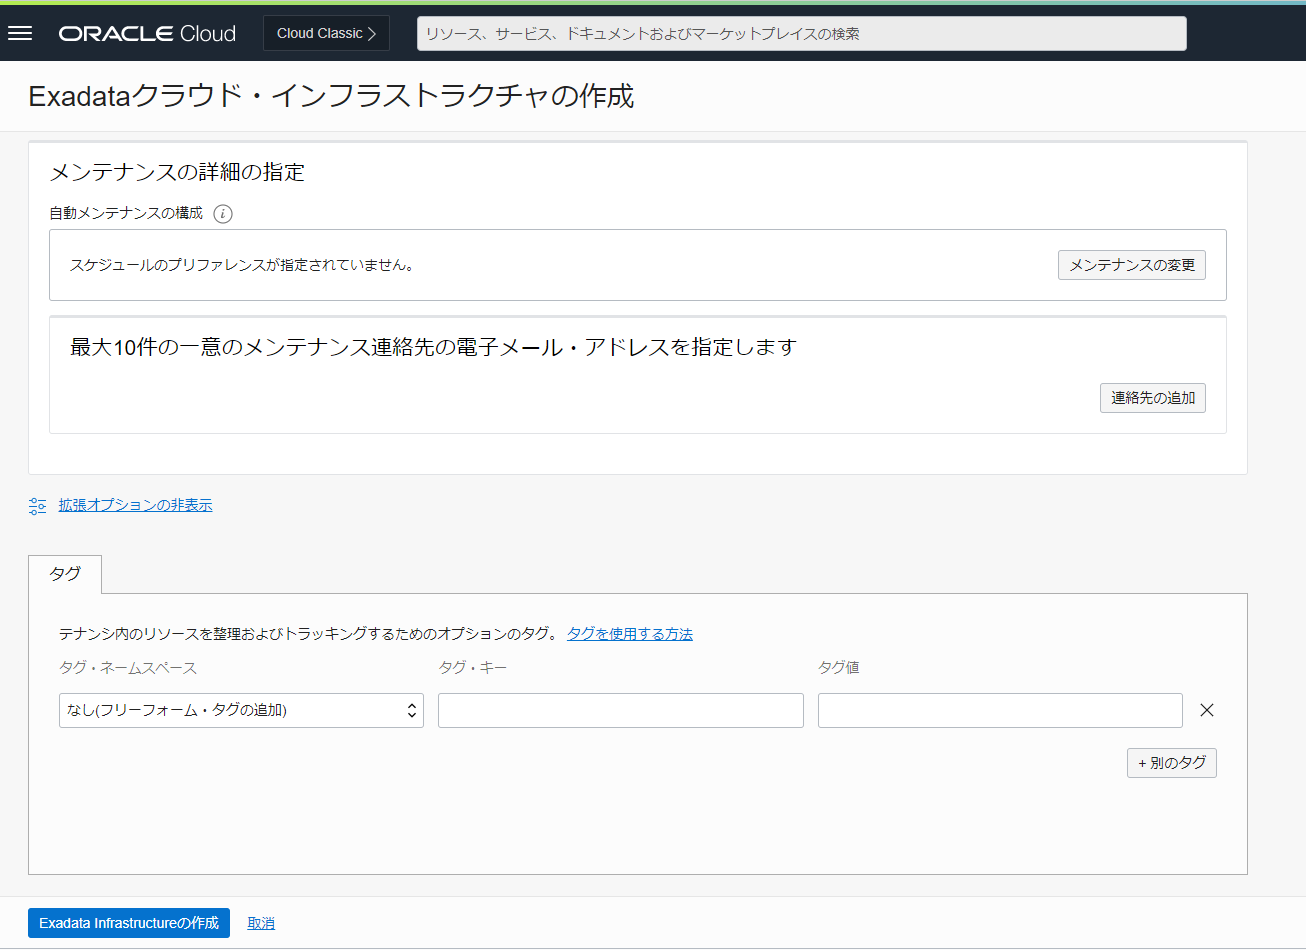 ORACLE Cloud
Cloud Classic
リソース、サービス、ドキュメントおよびマーケットプレイスの検索
Exadataクラウド・インフラストラクチャの作成
メンテナンスの詳細の指定
自動メンテナンスの構成
スケジュールのプリファレンスが指定されていません。
メンテナンスの変更
最大10件の一意のメンテナンス連絡先の電子メール・アドレスを指定します
連絡先の追加
拡張オプションの非表示
タグ
テナンシ内のリソースを整理およびトラッキングするためのオプションのタグ。 タグを使用する方法
タグ・ネームスペース
タグ・キー
タグ値
なし(フリーフォーム・タグの追加)
+ 別のタグ
Exadata Infrastructureの作成
取消